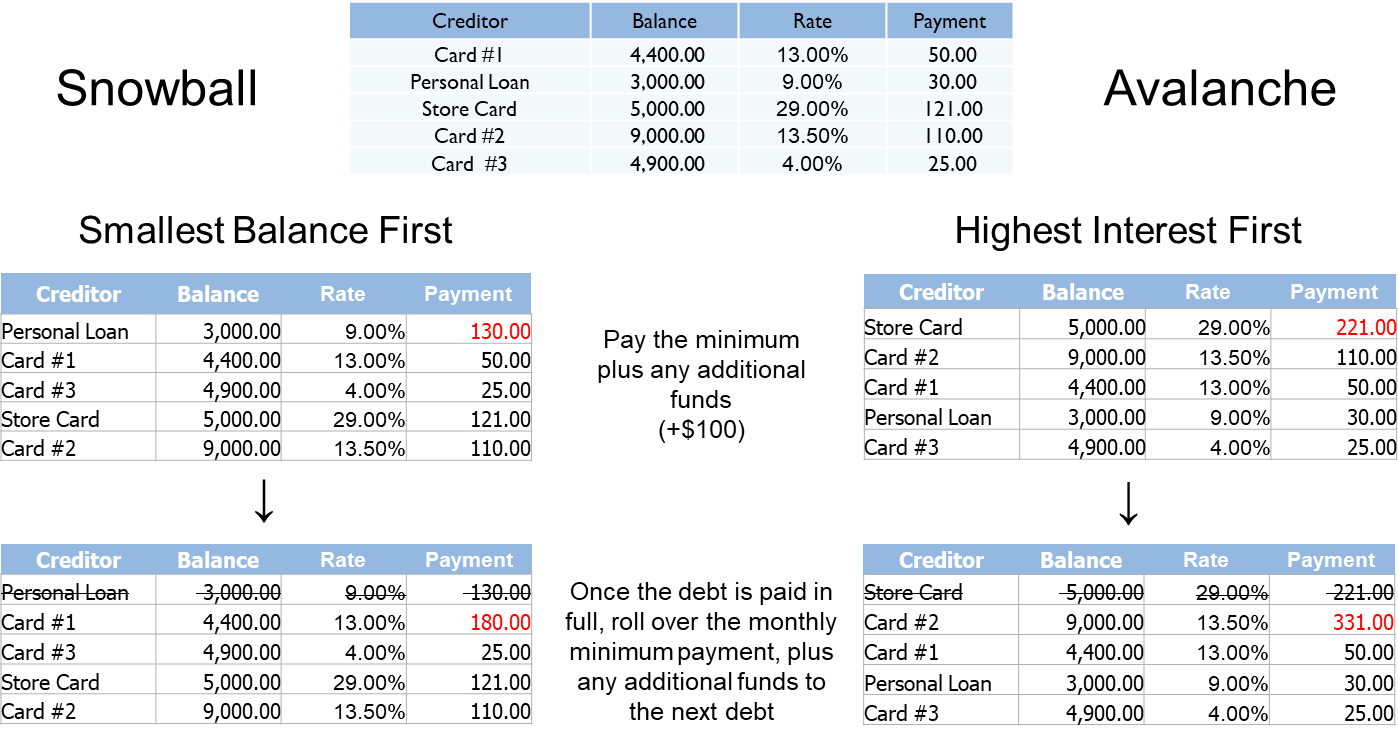 Snowball
Creditor Balance Rate Payment
Card #1 4,400.00 13.00% 50.00
Personal Loan 3,000.00 9.00% 30.00
Store Card 5,000.00 29.00% 121.00
Card #2 9,000.00 13.50% 110.00
Card #3 4,900.00 4.00% 25.00
Avalanche
Smallest Balance First
Creditor Balance Rate Payment
Personal Loan 3,000.00 9.00% 130.00
Card #1 4,400.00 13.00% 50.00
Card #3 4,900.00 4.00% 25.00
Store Card 5,000.00 29.00% 121.00
Card #2 9,000.00 13.50% 110.00
Pay the minimum
plus any additional
funds
(+$100)
Highest Interest First
Creditor Balance Rate Payment
Store Card 5,000.00 29.00% 221.00
Card #2 9,000.00 13.50% 110.00
Card #1 4,400.00 13.00% 50.00
Personal Loan 3,000.00 9.00% 30.00
Card #3 4,900.00 4.00% 25.00
↓
↓
Creditor Balance Rate Payment
Personal Loan 3,000.00 9.00% 130.00
Card #1 4,400.00 13.00% 180.00
Card #3 4,900.00 4.00% 25.00
Store Card 5,000.00 29.00% 121.00
Card #2 9,000.00 13.50% 110.00
Once the debt is paid in
full, roll over the monthly
minimum payment, plus
any additional funds to
the next debt
Creditor Balance Rate Payment
Store Card 5,000.00 29.00% 221.00
Card #2 9,000.00 13.50% 331.00
Card #1 4,400.00 13.00% 50.00
Personal Loan 3,000.00 9.00% 30.00
Card #3 4,900.00 4.00% 25.00